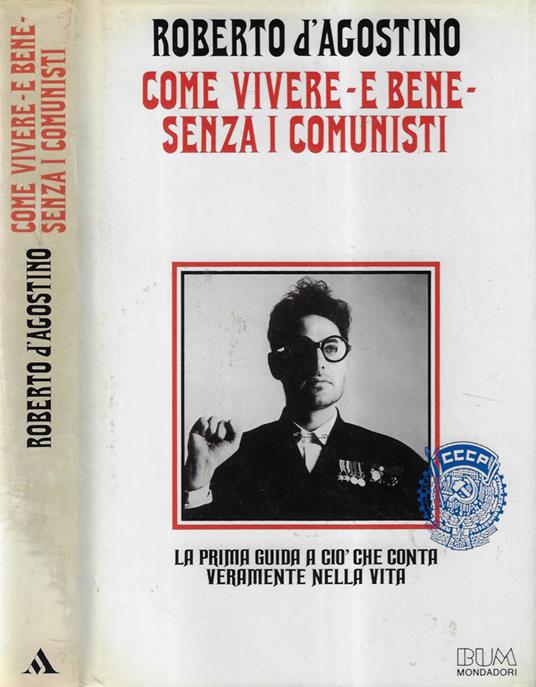 COME VIVERE - E BENE -
SENZA I COMUNISTI
ROBERTO d'AGOSTINO
ROBERTO d'AGOSTINO
COME VIVERE - E BENE -
SENZA I COMUNISTI
CCCP
LA PRIMA GUIDA A CIO' CHE CONTA
VERAMENTE NELLA VITA
BUM
MONDADORI